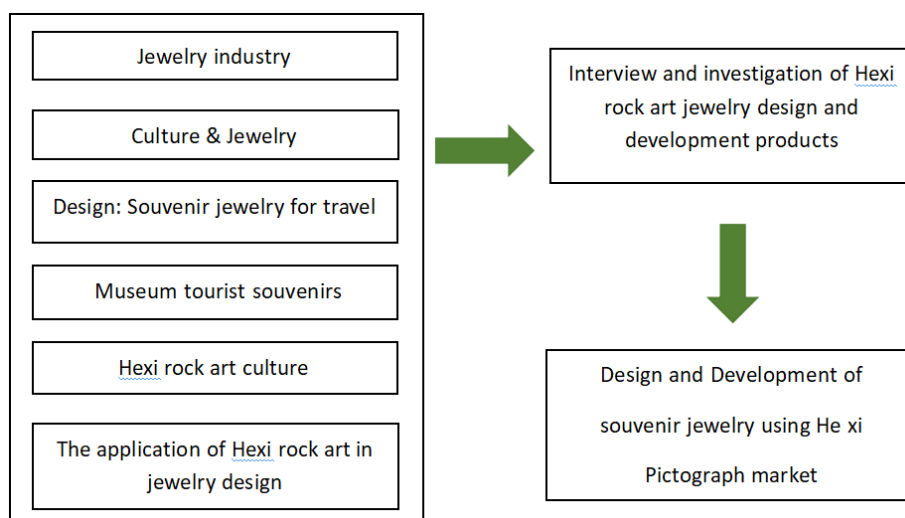 Jewelry industry
Culture & Jewelry
Design: Souvenir jewelry for travel
Museum tourist souvenirs
Hexi rock art culture
The application of Hexi rock art in
jewelry design
Interview and investigation of Hexi
rock art jewelry design and
development products
Design and Development of
souvenir jewelry using He xi
Pictograph market